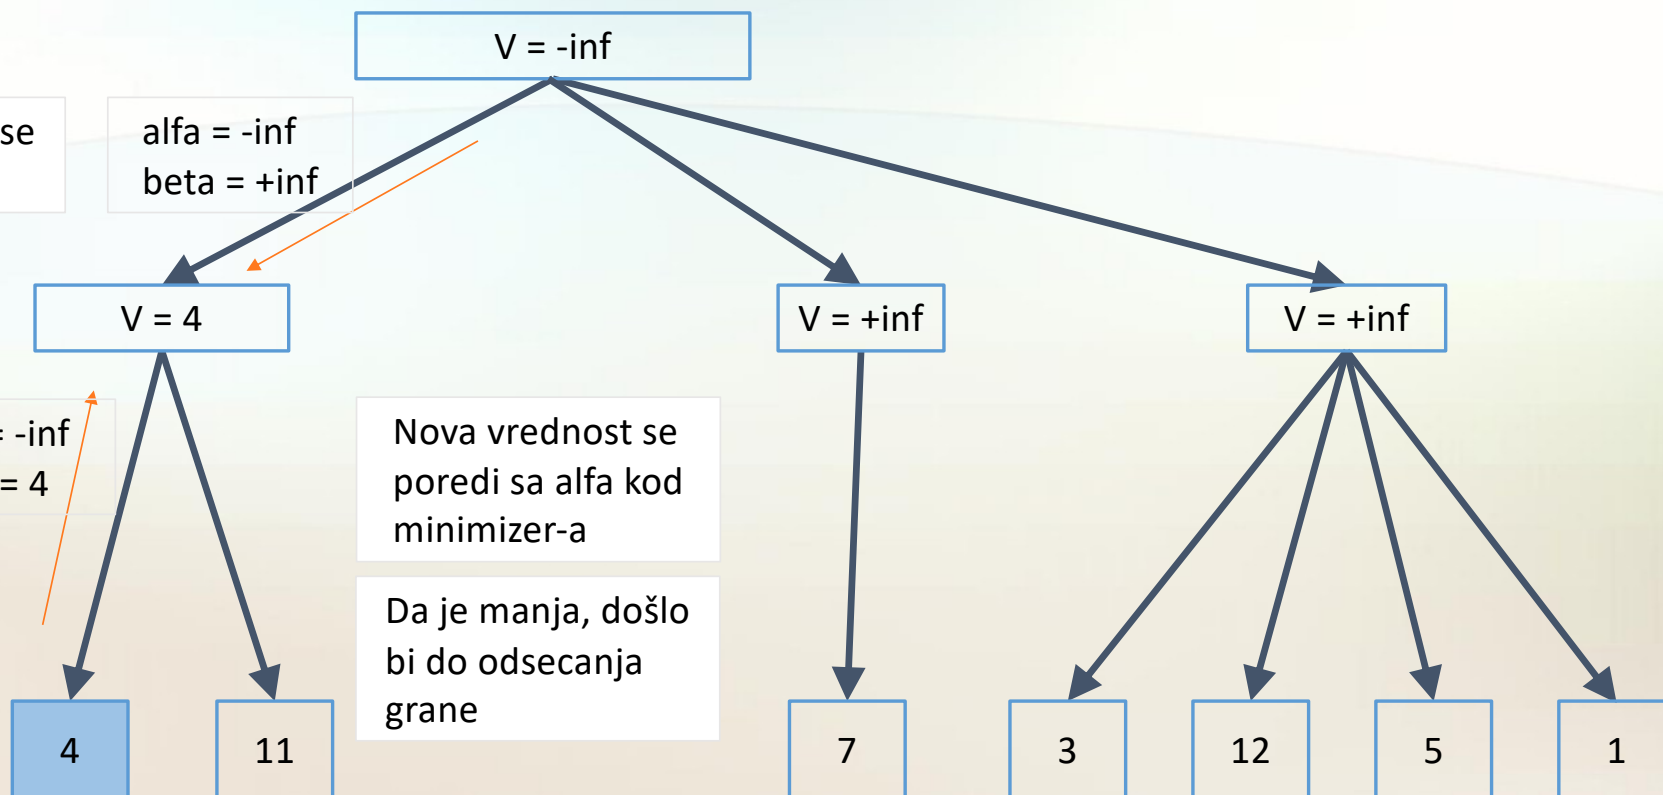 V = -inf
se
alfa = -inf
beta = +inf
V = 4
V = +inf
V = +inf
= -inf
= 4
Nova vrednost se
poredi sa alfa kod
minimizer-a
Da je manja, došlo
bi do odsecanja
grane
4
11
7
3
12
5
1